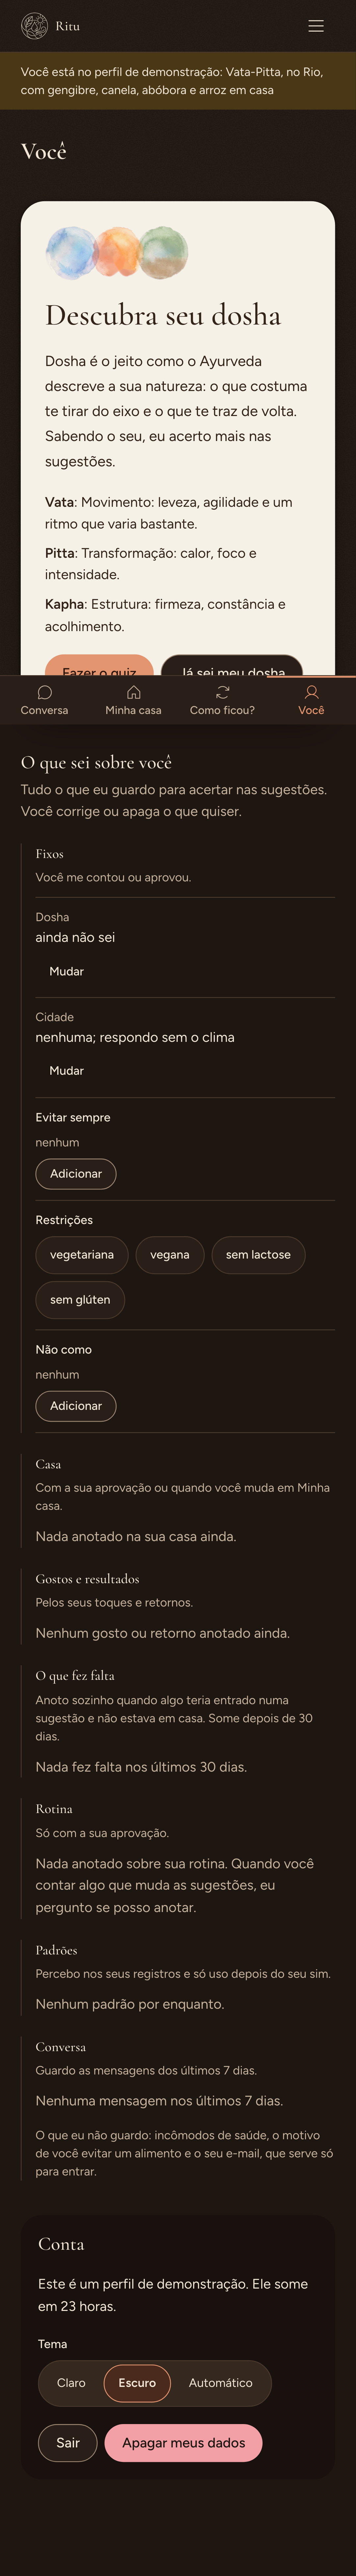 Ritu
Você está no perfil de demonstração: Vata-Pitta, no Rio,
com gengibre, canela, abóbora e arroz em casa
Você
Descubra seu dosha
Dosha é o jeito como o Ayurveda
descreve a sua natureza: o que costuma
te tirar do eixo e o que te traz de volta.
Sabendo o seu, eu acerto mais nas
sugestões.
Vata: Movimento: leveza, agilidade e um
ritmo que varia bastante.
Pitta: Transformação: calor, foco e
intensidade.
Kapha: Estrutura: firmeza, constância e
acolhimento.
Fazer o quiz
Já sei meu dosha
Conversa
Minha casa
Como ficou?
Você
O que sei sobre você
Tudo o que eu guardo para acertar nas sugestões.
Você corrige ou apaga o que quiser.
Fixos
Você me contou ou aprovou.
Dosha
ainda não sei
Mudar
Cidade
nenhuma; respondo sem o clima
Mudar
Evitar sempre
nenhum
Adicionar
Restrições
vegetariana
vegana
sem lactose
sem glúten
Não como
nenhum
Adicionar
Casa
Com a sua aprovação ou quando você muda em Minha
casa.
Nada anotado na sua casa ainda.
Gostos e resultados
Pelos seus toques e retornos.
Nenhum gosto ou retorno anotado ainda.
O que fez falta
Anoto sozinho quando algo teria entrado numa
sugestão e não estava em casa. Some depois de 30
dias.
Nada fez falta nos últimos 30 dias.
Rotina
Só com a sua aprovação.
Nada anotado sobre sua rotina. Quando você
contar algo que muda as sugestões, eu
pergunto se posso anotar.
Padrões
Percebo nos seus registros e só uso depois do seu sim.
Nenhum padrão por enquanto.
Conversa
Guardo as mensagens dos últimos 7 dias.
Nenhuma mensagem nos últimos 7 dias.
O que eu não guardo: incômodos de saúde, o motivo
de você evitar um alimento e o seu e-mail, que serve só
para entrar.
Conta
Este é um perfil de demonstração. Ele some
em 23 horas.
Tema
Claro
Escuro
Automático
Sair
Apagar meus dados